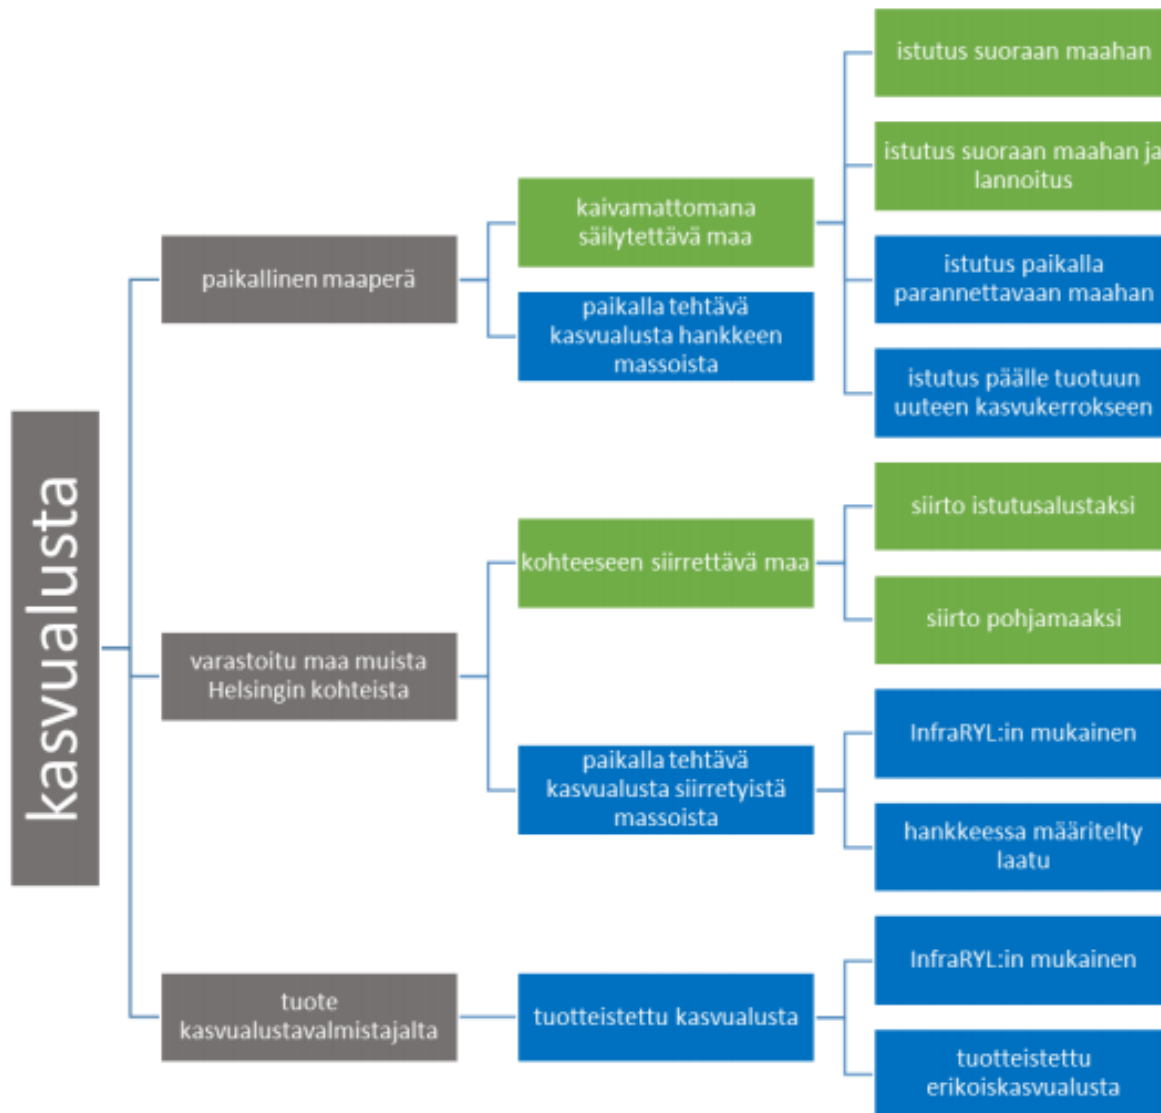 kasvualusta
paikallinen maaperä
kaivamattomana
säilytettävä maa
istutus suoraan maahan
istutus suoraan maahan ja
lannoitus
istutus paikalla
parannettavaan maahan
istutus päälle tuotuun
uuteen kasvukerrokseen
paikalla tehtävä
kasvualusta hankkeen
massoista
varastoitu maa muista
Helsingin kohteista
kohteeseen siirrettävä maa
siirto istutusalustaksi
siirto pohjamaaksi
paikalla tehtävä
kasvualusta siirretyistä
massoista
InfraRYL:in mukainen
hankkeessa määritelty
laatu
tuote
kasvualustavalmistajalta
tuotteistettu kasvualusta
InfraRYL:in mukainen
tuotteistettu
erikoiskasvualusta